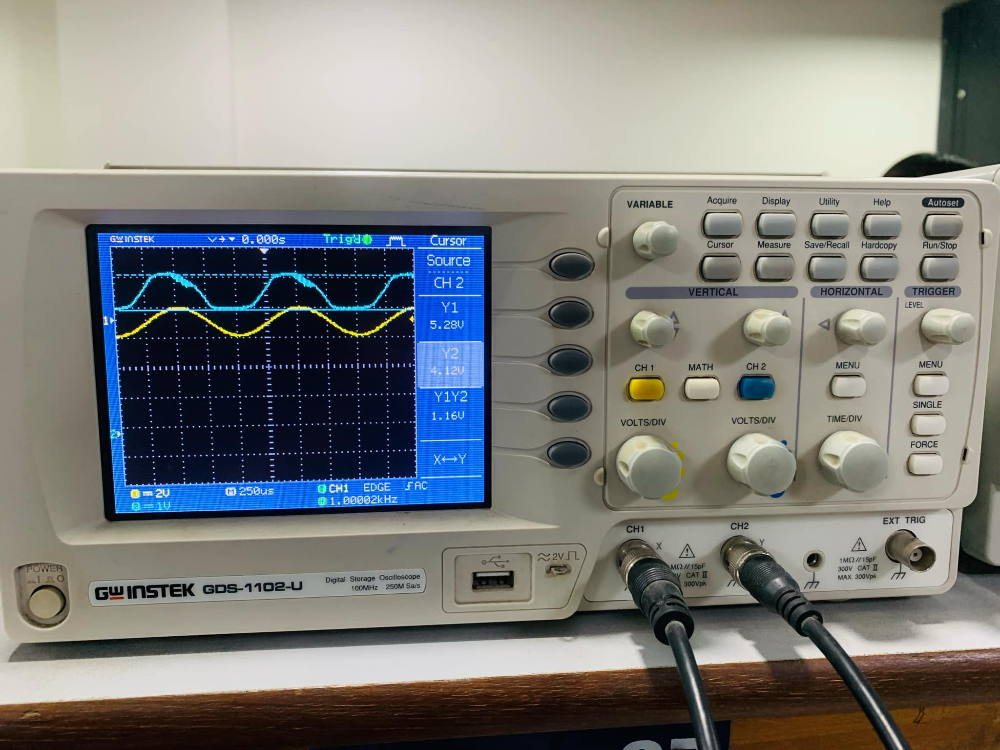 GW INSTEK 0.000s Trig'd Cursor
Source
CH 2
Y1
5.28V
Y2
4.12V
Y1Y2
1.16V
X↔Y
1
2
1 2V M 250us CH1 EDGE AC
2 1V 1.00002kHz
POWER
I O
GW INSTEK GDS-1102-U
Digital Storage Oscilloscope
100MHz 250M Sa/s
2V
VARIABLE
Acquire Display Utility Help Autoset
Cursor Measure Save/Recall Hardcopy Run/Stop
VERTICAL HORIZONTAL TRIGGER
LEVEL
CH 1 MATH CH 2 MENU MENU
SINGLE
VOLTS/DIV VOLTS/DIV TIME/DIV
FORCE
CH1 CH2 EXT TRIG
X Y
MΩ//15pF
CAT II
300Vpk
1MΩ//15pF
300V CAT II
MAX. 300Vpk